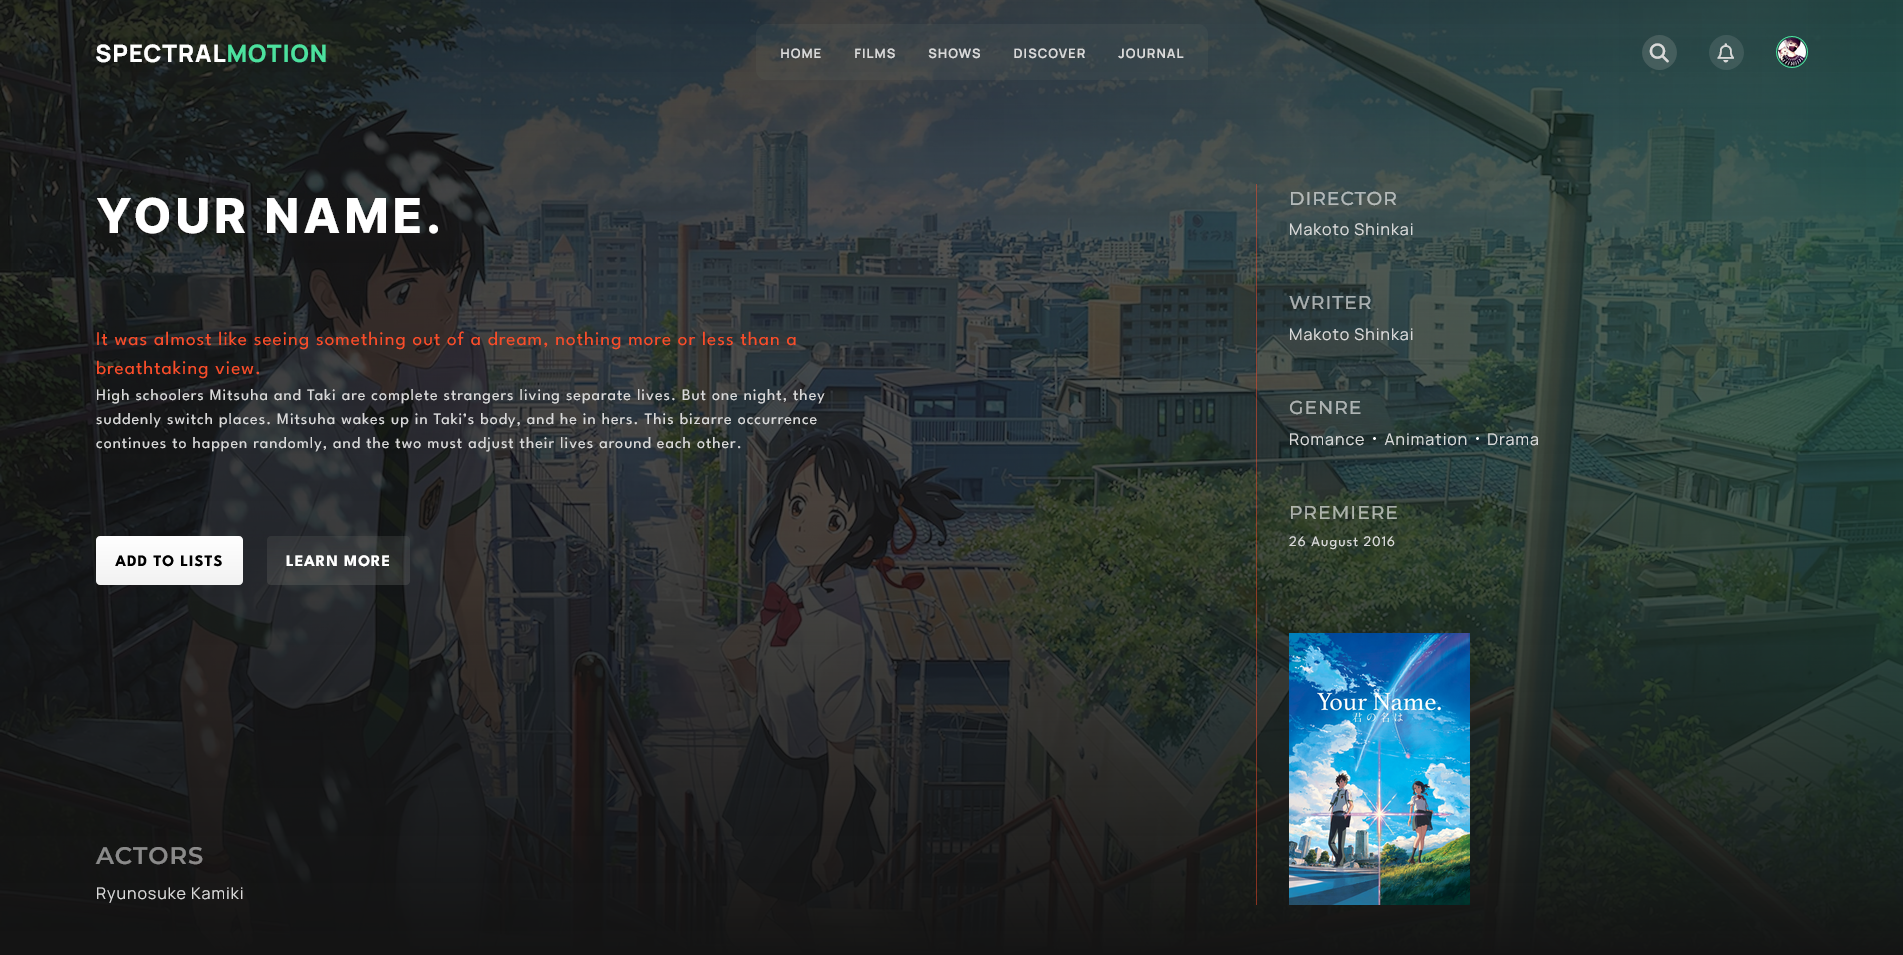 SPECTRALMOTION
HOME FILMS SHOWS DISCOVER JOURNAL
YOUR NAME.
It was almost like seeing something out of a dream, nothing more or less than a
breathtaking view.
High schoolers Mitsuha and Taki are complete strangers living separate lives. But one night, they
suddenly switch places. Mitsuha wakes up in Taki’s body, and he in hers. This bizarre occurrence
continues to happen randomly, and the two must adjust their lives around each other.
ADD TO LISTS LEARN MORE
ACTORS
Ryunosuke Kamiki
DIRECTOR
Makoto Shinkai
WRITER
Makoto Shinkai
GENRE
Romance • Animation • Drama
PREMIERE
26 August 2016
Your Name.
君の名は